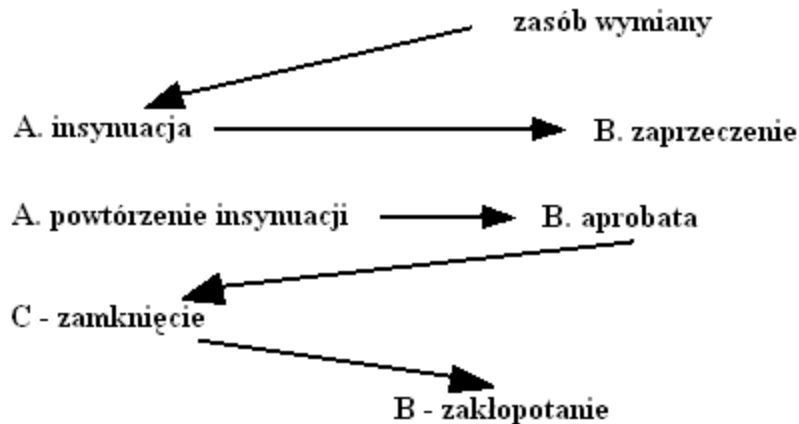 zasób wymiany
A. insynuacja B. zaprzeczenie
A. powtórzenie insynuacji B. aprobata
C - zamknięcie
B - zakłopotanie